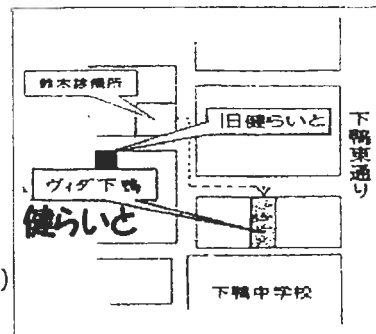 鈴木診療所
旧健らいと
下鴨東通り
ヴィダ下鴨
健らいと
下鴨中学校
)